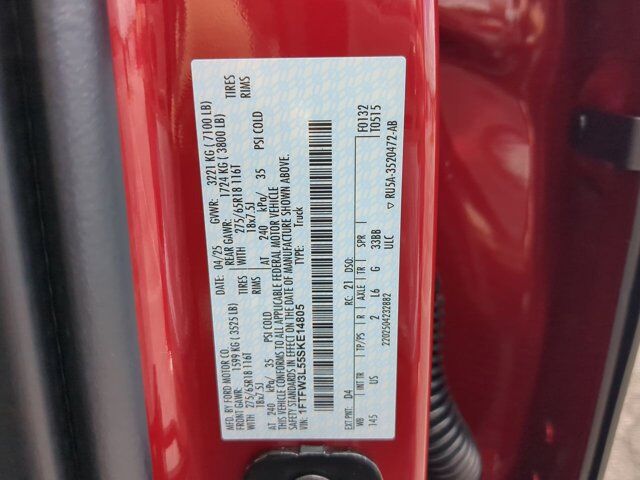 MFD. BY FORD MOTOR CO. 04/25 GVWR: 3221 KG ( 7100 LB)
FRONT GAWR: 1599 KG ( 3525 LB) REAR GAWR: 1724 KG ( 3800 LB)
WITH 275/65R18 116T TIRES WITH 275/65R18 116T TIRES
18x7.5J RIMS 18x7.5J RIMS
AT 240 kPa/ 35 PSI COLD AT 240 kPa/ 35 PSI COLD
THIS VEHICLE CONFORMS TO ALL APPLICABLE FEDERAL MOTOR VEHICLE
SAFETY STANDARDS IN EFFECT ON THE DATE OF MANUFACTURE SHOWN ABOVE.
VIN: 1FTFW3L55SKE14805 TYPE: Truck
F0132
T0515
EXT PNT: D4 RC: 21 DSO:
WB INT TR TP/PS R AXLE TR SPR
145 US 2 L6 G 33BB
ULC
▽ RU5A-3520472-AB
2202504232882